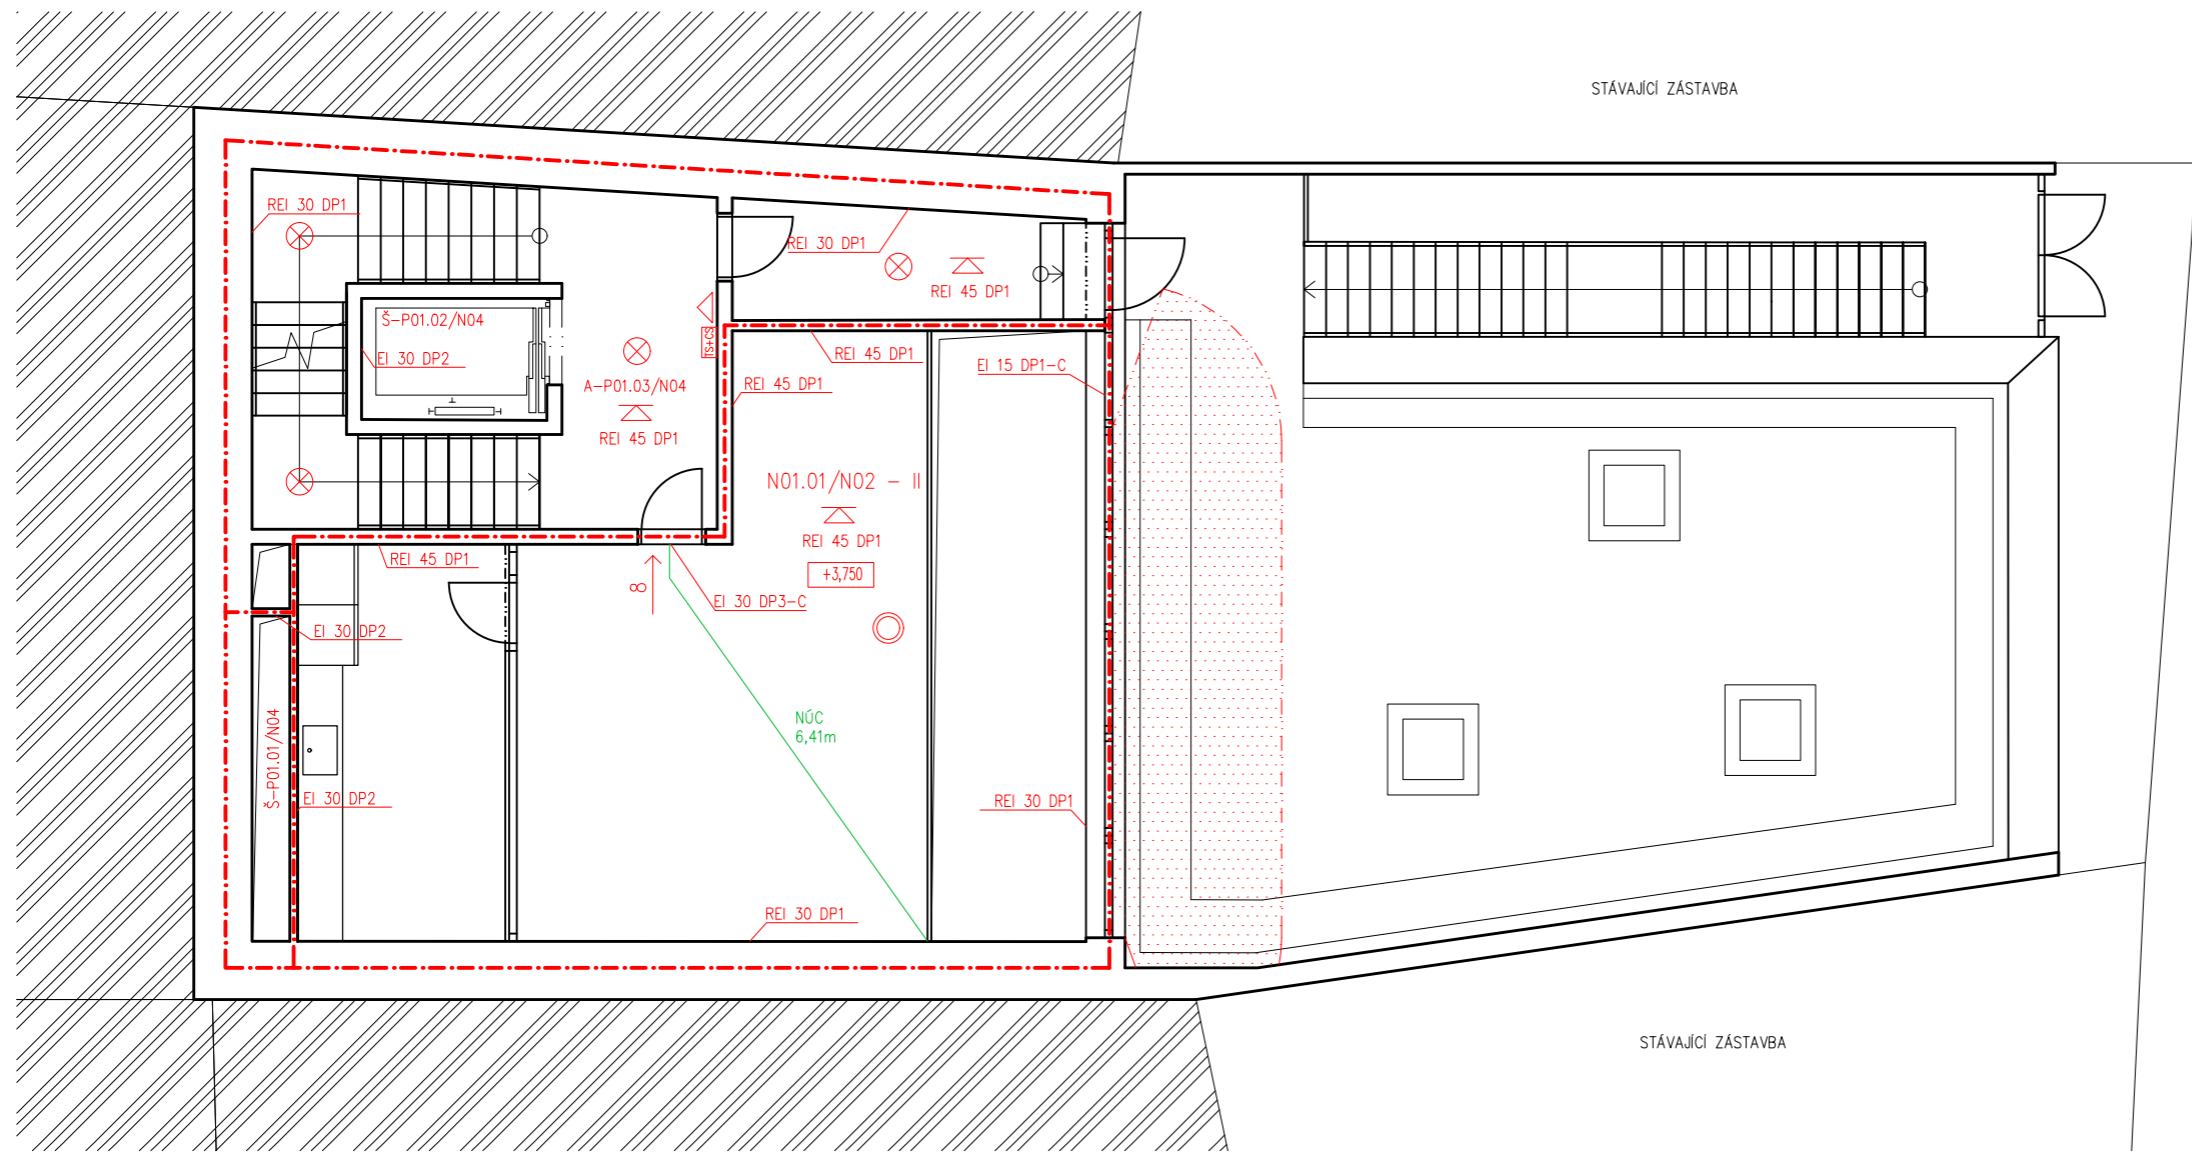 STÁVAJÍCÍ ZÁSTAVBA
REI 30 DP1
REI 30 DP1
REI 45 DP1
Š-P01.02/N04
EI 30 DP2
TS+CS
REI 45 DP1
EI 15 DP1-C
A-P01.03/N04
REI 45 DP1
REI 45 DP1
N01.01/N02 - II
REI 45 DP1
+3,750
REI 45 DP1
8
EI 30 DP3-C
EI 30 DP2
NÚC
6,41m
Š-P01.01/N04
EI 30 DP2
REI 30 DP1
REI 30 DP1
STÁVAJÍCÍ ZÁSTAVBA